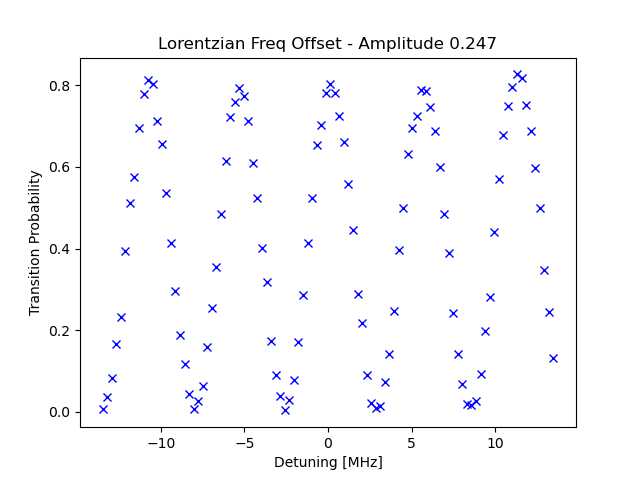 Lorentzian Freq Offset - Amplitude 0.247
0.8
0.6
0.4
0.2
0.0
Transition Probability
−10 −5 0 5 10
Detuning [MHz]